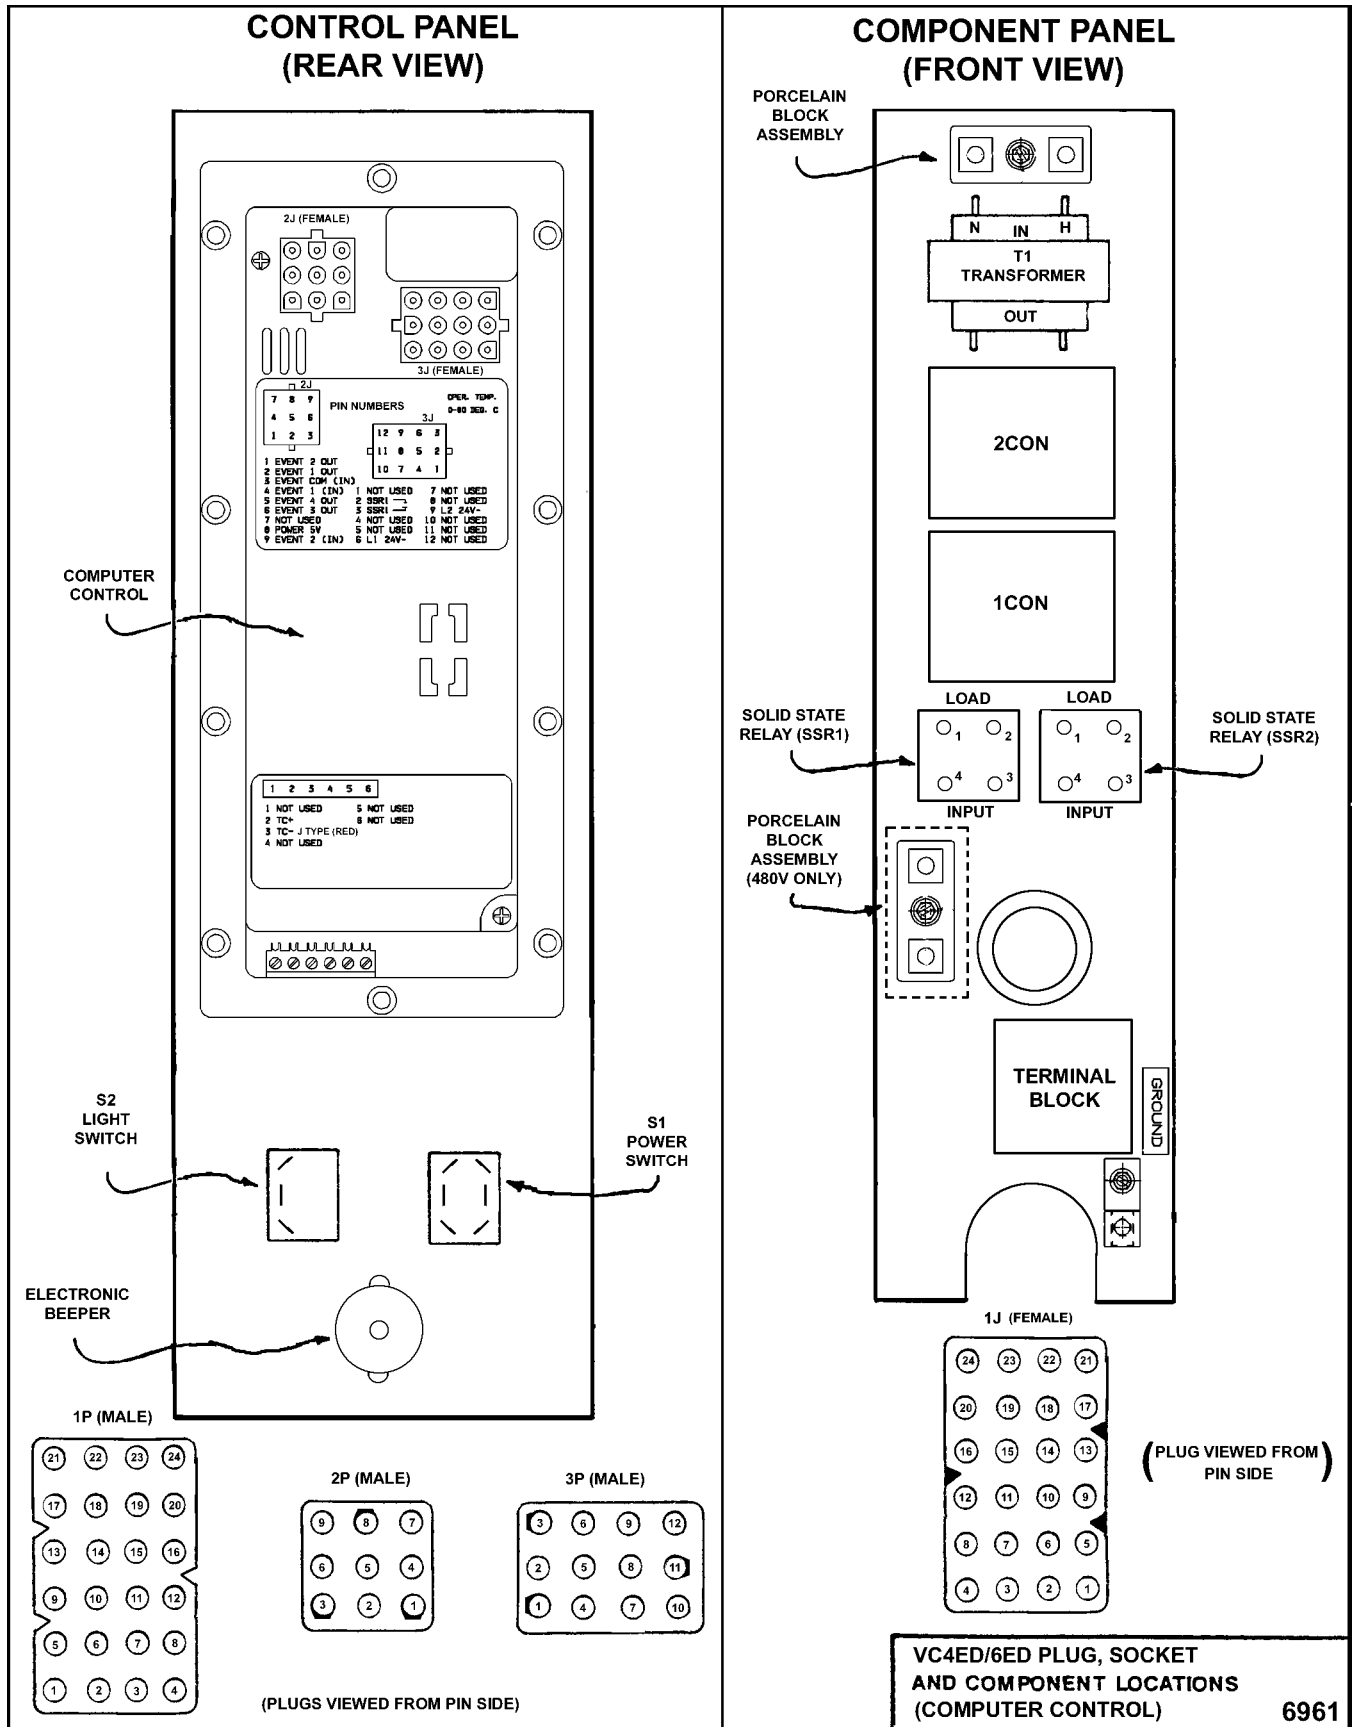 CONTROL PANEL
(REAR VIEW)
2J (FEMALE)
3J (FEMALE)
2J
7 8 9
4 5 6
1 2 3
PIN NUMBERS
OPER. TEMP.
0-60 DEG. C
3J
12 9 6 3
11 8 5 2
10 7 4 1
1 EVENT 2 OUT
2 EVENT 1 OUT
3 EVENT COM (IN)
4 EVENT 1 (IN)
5 EVENT 4 OUT
6 EVENT 3 OUT
7 NOT USED
8 POWER 5V
9 EVENT 2 (IN)
1 NOT USED
2 SSR1
3 SSR1
4 NOT USED
5 NOT USED
6 L1 24V-
7 NOT USED
8 NOT USED
9 L2 24V-
10 NOT USED
11 NOT USED
12 NOT USED
COMPUTER
CONTROL
1 2 3 4 5 6
1 NOT USED
2 TC+
3 TC- J TYPE (RED)
4 NOT USED
5 NOT USED
6 NOT USED
S2
LIGHT
SWITCH
S1
POWER
SWITCH
ELECTRONIC
BEEPER
1P (MALE)
21 22 23 24
17 18 19 20
13 14 15 16
9 10 11 12
5 6 7 8
1 2 3 4
2P (MALE)
9 8 7
6 5 4
3 2 1
3P (MALE)
3 6 9 12
2 5 8 11
1 4 7 10
(PLUGS VIEWED FROM PIN SIDE)
COMPONENT PANEL
(FRONT VIEW)
PORCELAIN
BLOCK
ASSEMBLY
N IN H
T1
TRANSFORMER
OUT
2CON
1CON
SOLID STATE
RELAY (SSR1)
LOAD
1 2
4 3
INPUT
LOAD
1 2
4 3
INPUT
SOLID STATE
RELAY (SSR2)
PORCELAIN
BLOCK
ASSEMBLY
(480V ONLY)
TERMINAL
BLOCK
GROUND
1J (FEMALE)
24 23 22 21
20 19 18 17
16 15 14 13
12 11 10 9
8 7 6 5
4 3 2 1
(PLUG VIEWED FROM
PIN SIDE)
VC4ED/6ED PLUG, SOCKET
AND COMPONENT LOCATIONS
(COMPUTER CONTROL) 6961